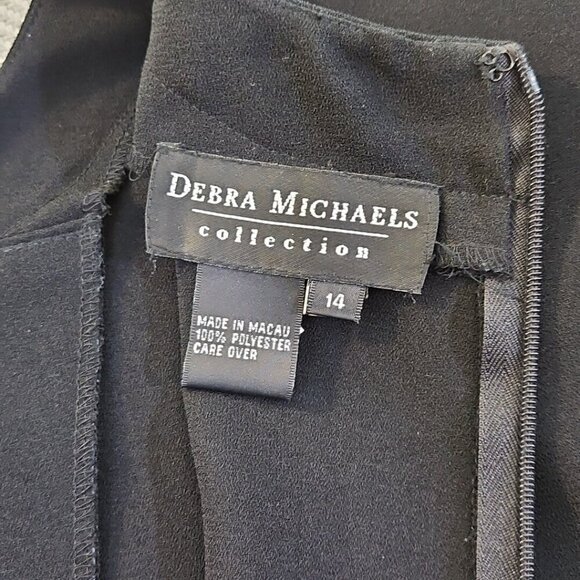 DEBRA MICHAELS
collection
14
MADE IN MACAU
100% POLYESTER
CARE OVER